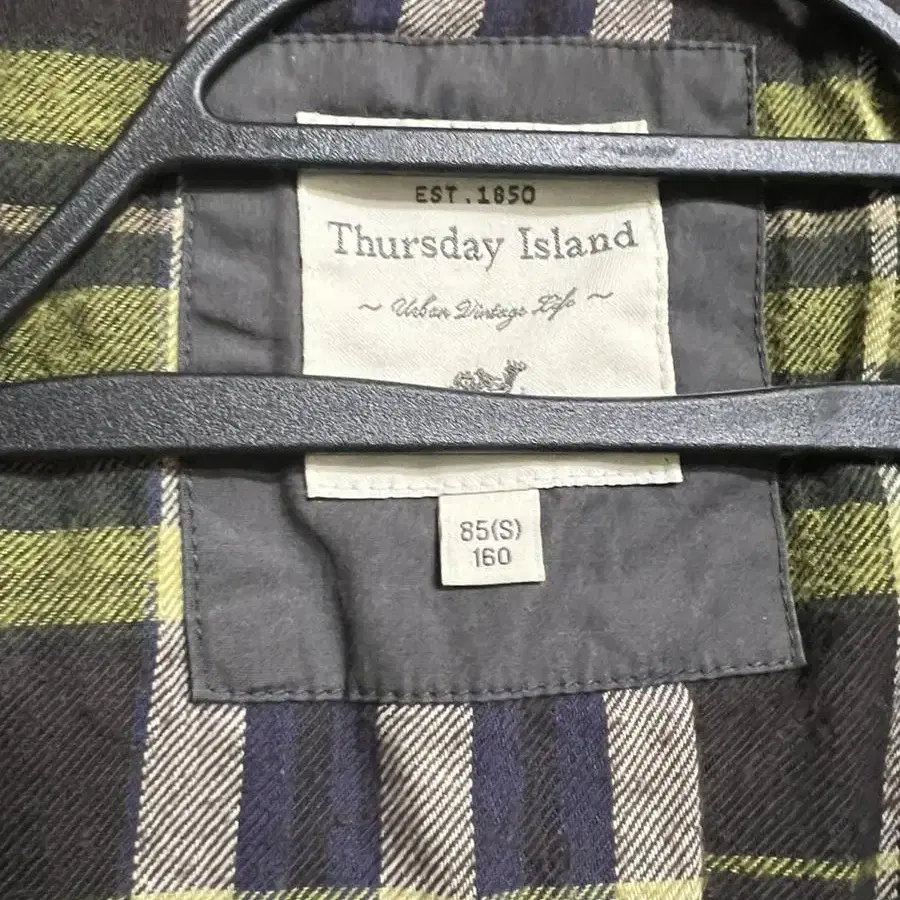 EST.1850
Thursday Island
~ Urban Vintage Life ~
85(S)
160